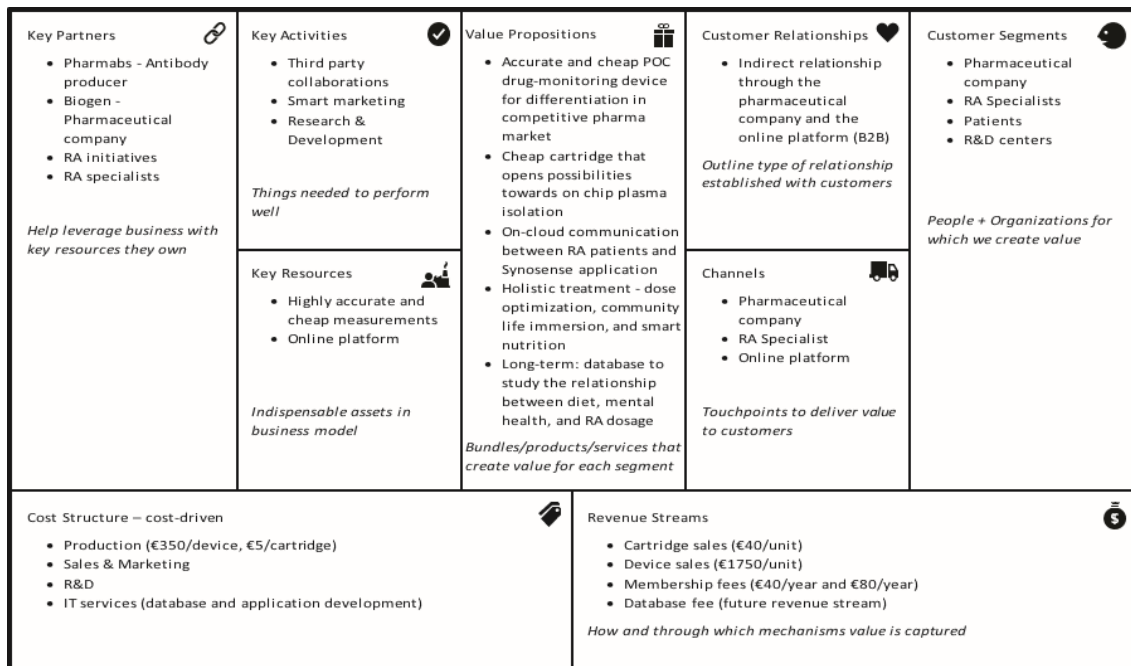 Key Partners
• Pharmabs - Antibody
producer
• Biogen -
Pharmaceutical
company
• RA initiatives
• RA specialists
Help leverage business with
key resources they own
Key Activities
• Third party
collaborations
• Smart marketing
• Research &
Development
Things needed to perform
well
Key Resources
• Highly accurate and
cheap measurements
• Online platform
Indispensable assets in
business model
Value Propositions
• Accurate and cheap POC
drug-monitoring device
for differentiation in
competitive pharma
market
• Cheap cartridge that
opens possibilities
towards on chip plasma
isolation
• On-cloud communication
between RA patients and
Synosense application
• Holistic treatment - dose
optimization, community
life immersion, and smart
nutrition
• Long-term: database to
study the relationship
between diet, mental
health, and RA dosage
Bundles/products/services that
create value for each segment
Customer Relationships
• Indirect relationship
through the
pharmaceutical
company and the
online platform (B2B)
Outline type of relationship
established with customers
Channels
• Pharmaceutical
company
• RA Specialist
• Online platform
Touchpoints to deliver value
to customers
Customer Segments
• Pharmaceutical
company
• RA Specialists
• Patients
• R&D centers
People + Organizations for
which we create value
Cost Structure – cost-driven
• Production (€350/device, €5/cartridge)
• Sales & Marketing
• R&D
• IT services (database and application development)
Revenue Streams
• Cartridge sales (€40/unit)
• Device sales (€1750/unit)
• Membership fees (€40/year and €80/year)
• Database fee (future revenue stream)
How and through which mechanisms value is captured
$